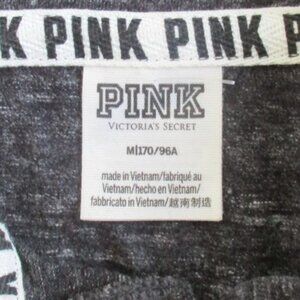 K PINK PINK P
PINK
VICTORIA'S SECRET
M|170/96A
made in Vietnam/fabriqué au
Vietnam/hecho en Vietnam/
fabbricato in Vietnam/越南制造